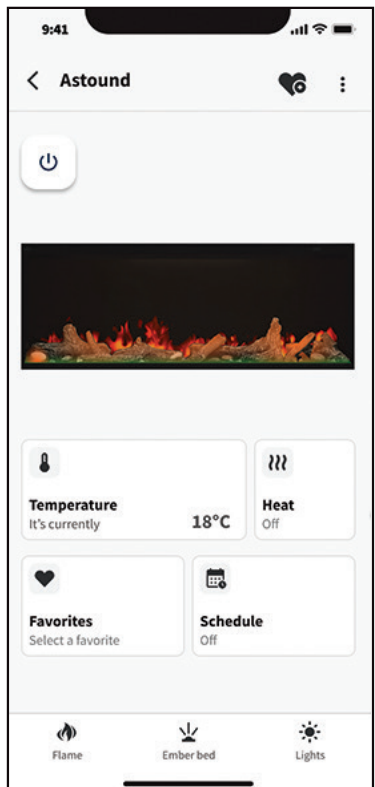 9:41
Astound
Temperature
It's currently
18°C
Heat
Off
Favorites
Select a favorite
Schedule
Off
Flame
Ember bed
Lights